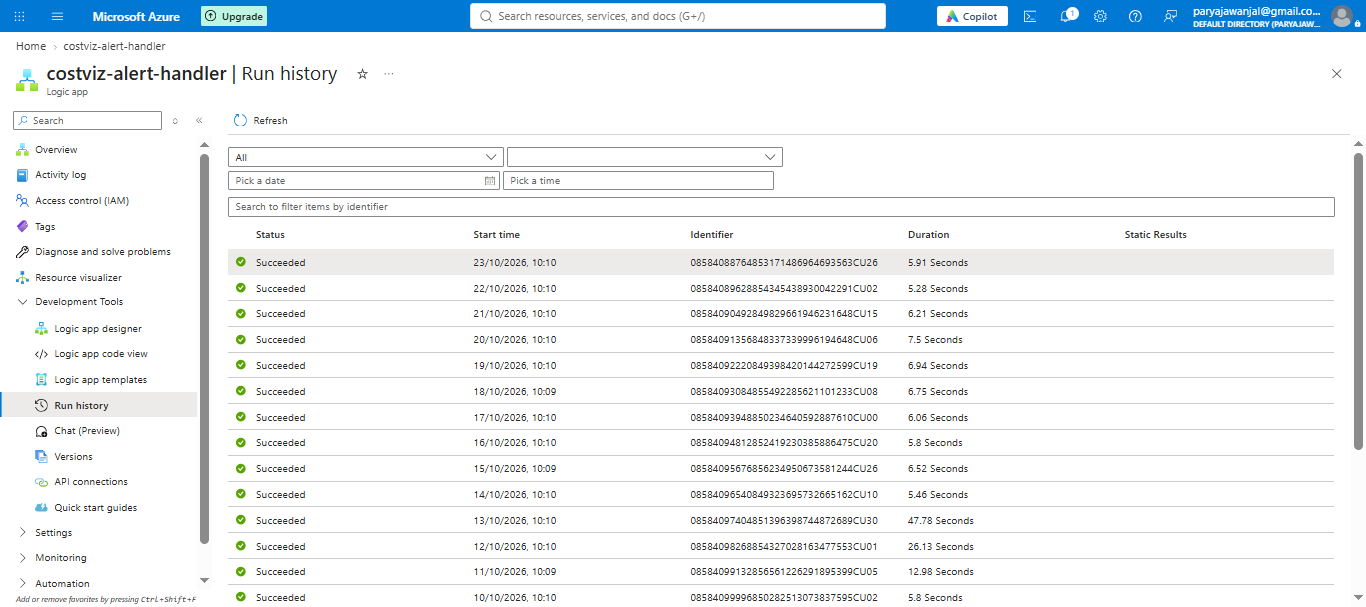 Microsoft Azure
Upgrade
Search resources, services, and docs (G+/)
Copilot
1
paryajawanjal@gmail.co...
DEFAULT DIRECTORY (PARYAJAW...
Home › costviz-alert-handler
costviz-alert-handler | Run history
Logic app
Search
Refresh
Overview
Activity log
Access control (IAM)
Tags
Diagnose and solve problems
Resource visualizer
Development Tools
Logic app designer
Logic app code view
Logic app templates
Run history
Chat (Preview)
Versions
API connections
Quick start guides
Settings
Monitoring
Automation
Add or remove favorites by pressing Ctrl+Shift+F
All
Pick a date Pick a time
Search to filter items by identifier
Status Start time Identifier Duration Static Results
Succeeded 23/10/2026, 10:10 08584088764853171486964693563CU26 5.91 Seconds
Succeeded 22/10/2026, 10:10 08584089628854345438930042291CU02 5.28 Seconds
Succeeded 21/10/2026, 10:10 08584090492849829661946231648CU15 6.21 Seconds
Succeeded 20/10/2026, 10:10 08584091356848337339996194648CU06 7.5 Seconds
Succeeded 19/10/2026, 10:10 08584092220849398420144272599CU19 6.94 Seconds
Succeeded 18/10/2026, 10:09 08584093084855492285621101233CU08 6.75 Seconds
Succeeded 17/10/2026, 10:10 08584093948850234640592887610CU00 6.06 Seconds
Succeeded 16/10/2026, 10:10 08584094812852419230385886475CU20 5.8 Seconds
Succeeded 15/10/2026, 10:09 08584095676856234950673581244CU26 6.52 Seconds
Succeeded 14/10/2026, 10:10 08584096540849323695732665162CU10 5.46 Seconds
Succeeded 13/10/2026, 10:10 08584097404851396398744872689CU30 47.78 Seconds
Succeeded 12/10/2026, 10:10 08584098268854327028163477553CU01 26.13 Seconds
Succeeded 11/10/2026, 10:09 08584099132856561226291895399CU05 12.98 Seconds
Succeeded 10/10/2026, 10:10 08584099996850282513073837595CU02 5.8 Seconds